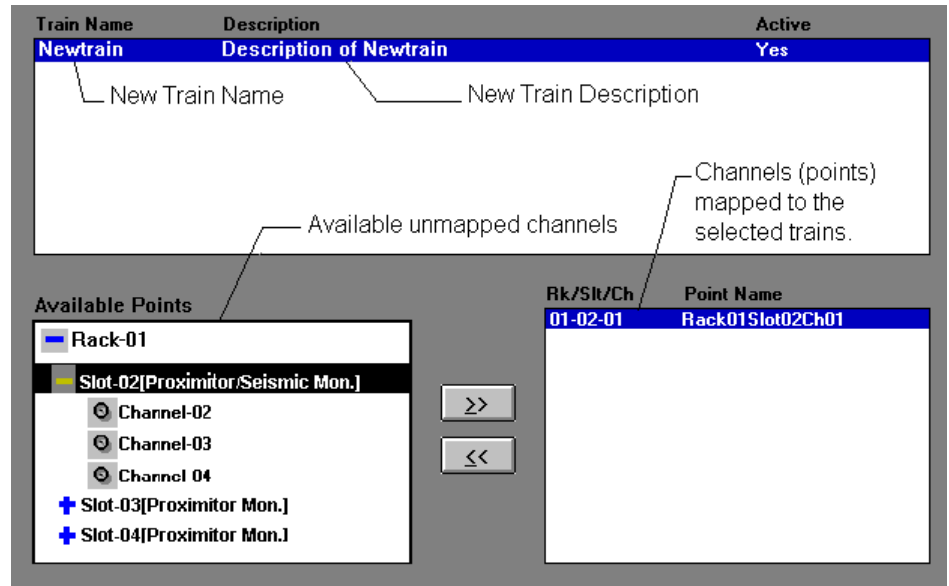 Train Name Description Active
Newtrain Description of Newtrain Yes
New Train Name New Train Description
Channels (points)
mapped to the
selected trains.
Available unmapped channels
Available Points
Rack-01
Slot-02[Proximitor/Seismic Mon.]
Channel-02
Channel-03
Channel 04
Slot-03[Proximitor Mon.]
Slot-04[Proximitor Mon.]
>>
<<
Rk/Slt/Ch Point Name
01-02-01 Rack01Slot02Ch01